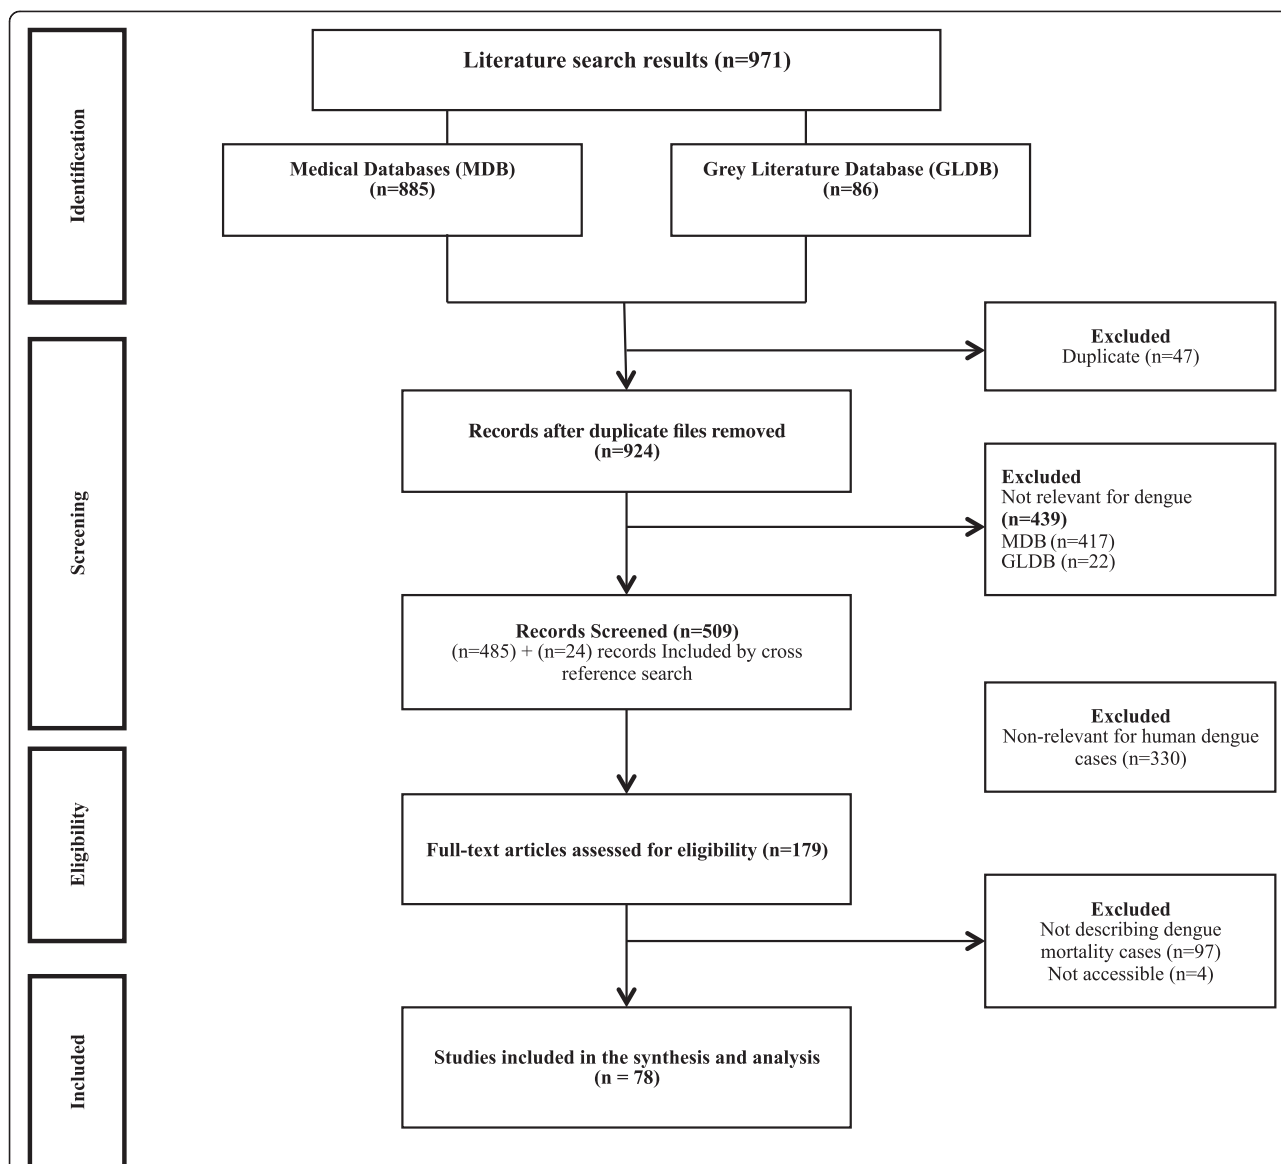 Identification
Literature search results (n=971)
Medical Databases (MDB)
(n=885)
Grey Literature Database (GLDB)
(n=86)
Excluded
Duplicate (n=47)
Screening
Records after duplicate files removed
(n=924)
Excluded
Not relevant for dengue
(n=439)
MDB (n=417)
GLDB (n=22)
Records Screened (n=509)
(n=485) + (n=24) records Included by cross
reference search
Excluded
Non-relevant for human dengue
cases (n=330)
Eligibility
Full-text articles assessed for eligibility (n=179)
Excluded
Not describing dengue
mortality cases (n=97)
Not accessible (n=4)
Included
Studies included in the synthesis and analysis
(n = 78)